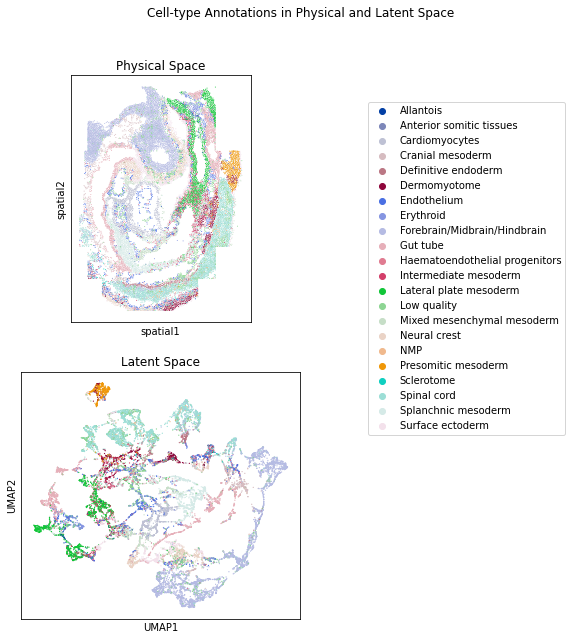 Cell-type Annotations in Physical and Latent Space
Physical Space
spatial2
spatial1
Allantois
Anterior somitic tissues
Cardiomyocytes
Cranial mesoderm
Definitive endoderm
Dermomyotome
Endothelium
Erythroid
Forebrain/Midbrain/Hindbrain
Gut tube
Haematoendothelial progenitors
Intermediate mesoderm
Lateral plate mesoderm
Low quality
Mixed mesenchymal mesoderm
Neural crest
NMP
Presomitic mesoderm
Sclerotome
Spinal cord
Splanchnic mesoderm
Surface ectoderm
Latent Space
UMAP2
UMAP1